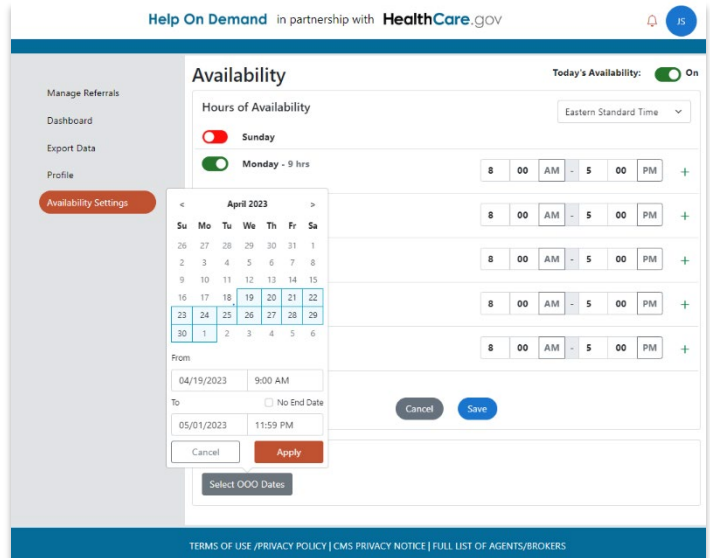 Help On Demand in partnership with HealthCare.gov
JS
Availability
Today's Availability: On
Manage Referrals
Dashboard
Export Data
Profile
Availability Settings
Hours of Availability
Eastern Standard Time
Sunday
Monday - 9 hrs
8 00 AM - 5 00 PM +
8 00 AM - 5 00 PM +
8 00 AM - 5 00 PM +
8 00 AM - 5 00 PM +
8 00 AM - 5 00 PM +
< April 2023 >
Su Mo Tu We Th Fr Sa
26 27 28 29 30 31 1
2 3 4 5 6 7 8
9 10 11 12 13 14 15
16 17 18 19 20 21 22
23 24 25 26 27 28 29
30 1 2 3 4 5 6
From
04/19/2023 9:00 AM
To No End Date
05/01/2023 11:59 PM
Cancel Apply
Cancel Save
Select OOO Dates
TERMS OF USE /PRIVACY POLICY | CMS PRIVACY NOTICE | FULL LIST OF AGENTS/BROKERS